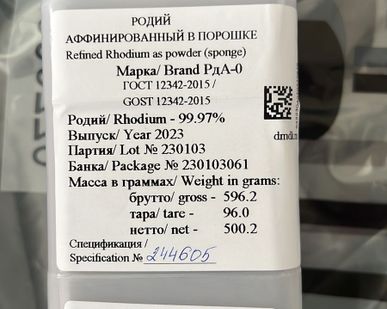 РОДИЙ
АФФИНИРОВАННЫЙ В ПОРОШКЕ
Refined Rhodium as powder (sponge)
Марка/ Brand РдА-0
ГОСТ 12342-2015 /
GOST 12342-2015
Родий/ Rhodium - 99.97%
Выпуск/ Year 2023
Партия/ Lot № 230103
Банка/ Package № 230103061
Масса в граммах/ Weight in grams:
брутто/ gross - 596.2
тара/ tare - 96.0
нетто/ net - 500.2
Спецификация /
Specification № 244605